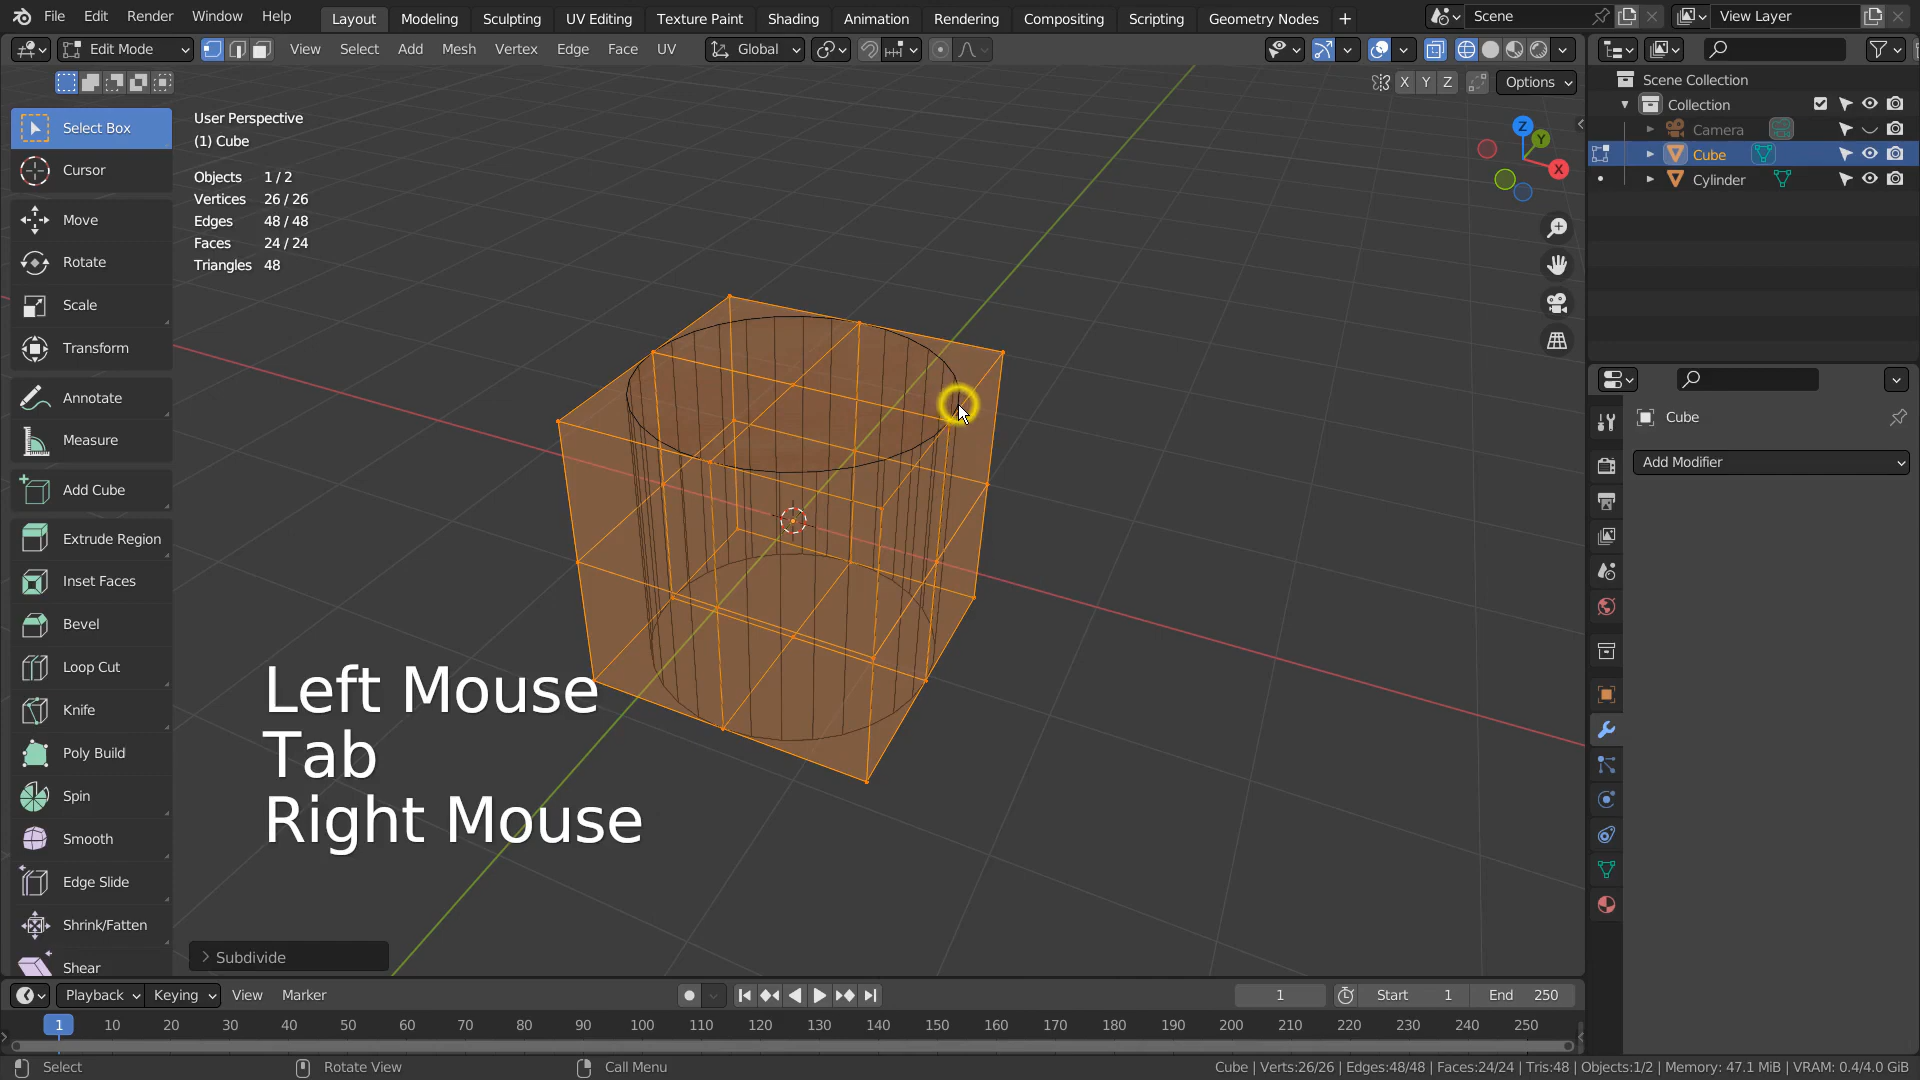 File Edit Render Window Help Layout Modeling Sculpting UV Editing Texture Paint Shading Animation Rendering Compositing Scripting Geometry Nodes + Scene View Layer
Edit Mode View Select Add Mesh Vertex Edge Face UV Global
X Y Z Options
Scene Collection
Collection
Camera
Cube
Cylinder
Select Box
Cursor
Move
Rotate
Scale
Transform
Annotate
Measure
Add Cube
Extrude Region
Inset Faces
Bevel
Loop Cut
Knife
Poly Build
Spin
Smooth
Edge Slide
Shrink/Fatten
Shear
User Perspective
(1) Cube
Objects 1 / 2
Vertices 26 / 26
Edges 48 / 48
Faces 24 / 24
Triangles 48
Z
Y
X
Left Mouse
Tab
Right Mouse
Subdivide
Cube
Add Modifier
Playback Keying View Marker 1 Start 1 End 250
1 10 20 30 40 50 60 70 80 90 100 110 120 130 140 150 160 170 180 190 200 210 220 230 240 250
Select Rotate View Call Menu Cube | Verts:26/26 | Edges:48/48 | Faces:24/24 | Tris:48 | Objects:1/2 | Memory: 47.1 MiB | VRAM: 0.4/4.0 GiB